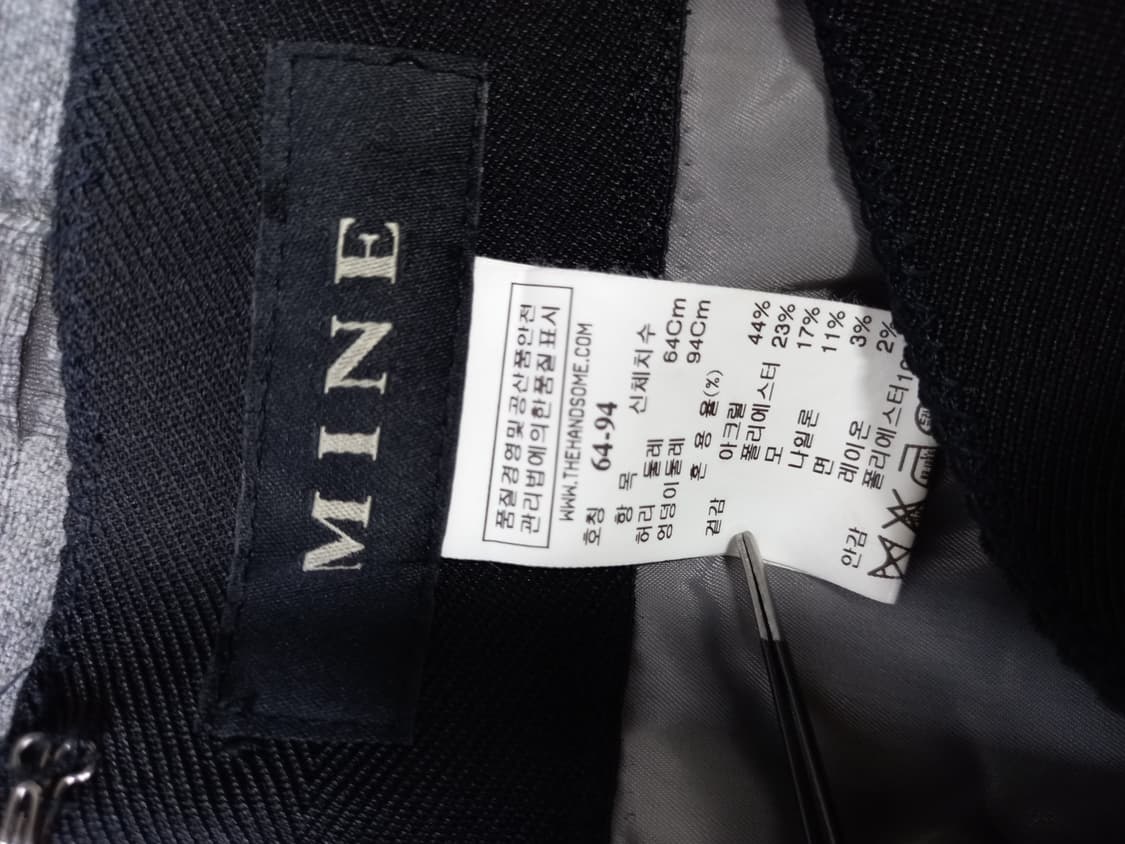 MINE
품질경영및공산품안전
관리법에의한품질표시
WWW.THEHANDSOME.COM
호칭 64-94
항 목 신체치수
허리 둘레 64Cm
엉덩이둘레 94Cm
혼 용 율(%)
겉감 아크릴 44%
폴리에스터 23%
모 17%
나일론 11%
면 3%
레이온 2%
안감 폴리에스터